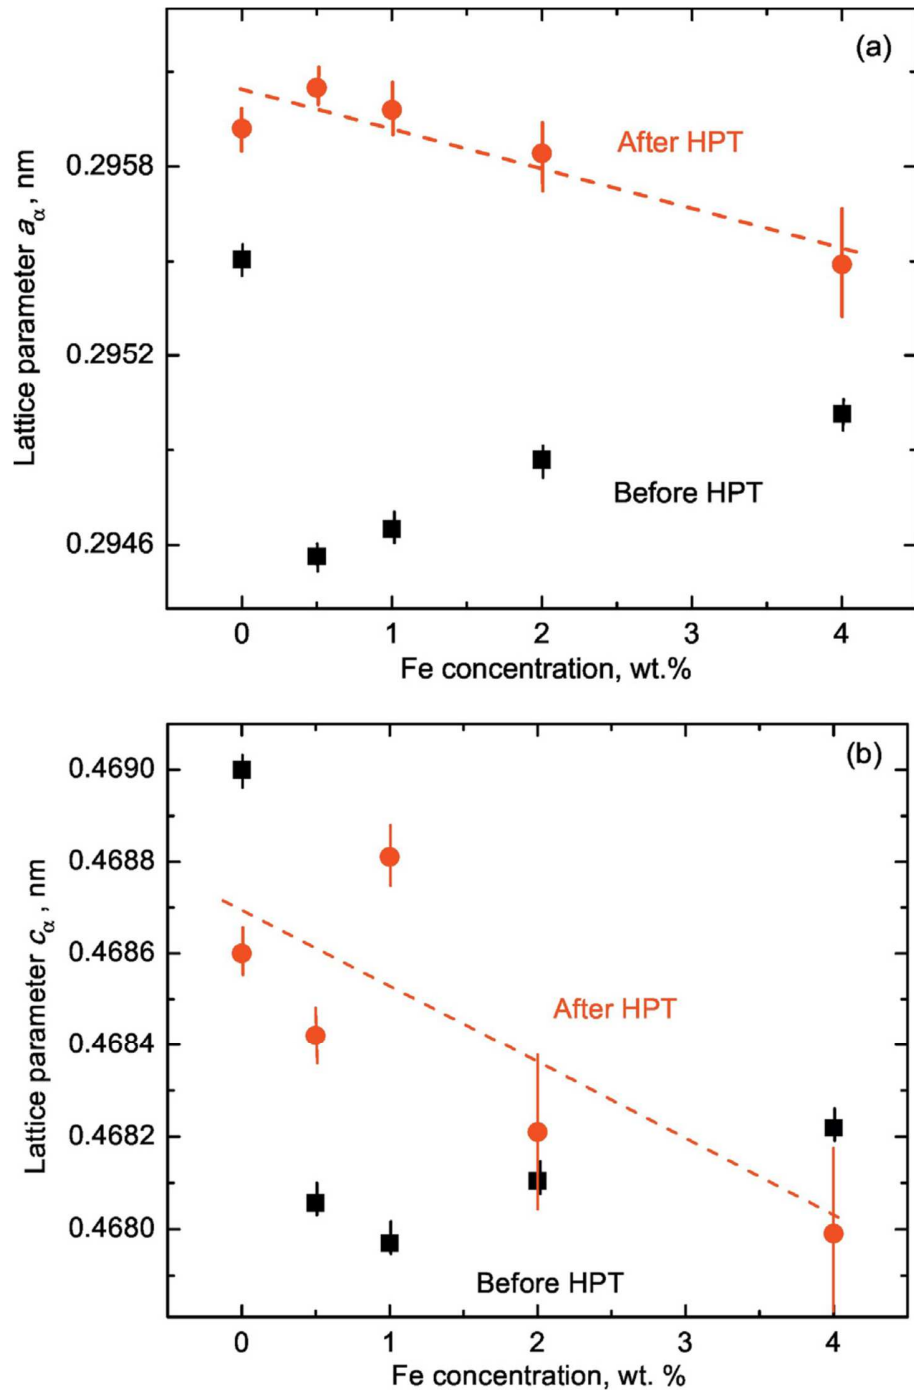 (a)
After HPT
0.2958
0.2952
Before HPT
0.2946
Lattice parameter aα, nm
0 1 2 3 4
Fe concentration, wt.%
(b)
0.4690
0.4688
0.4686
After HPT
0.4684
0.4682
0.4680
Before HPT
Lattice parameter cα, nm
0 1 2 3 4
Fe concentration, wt. %